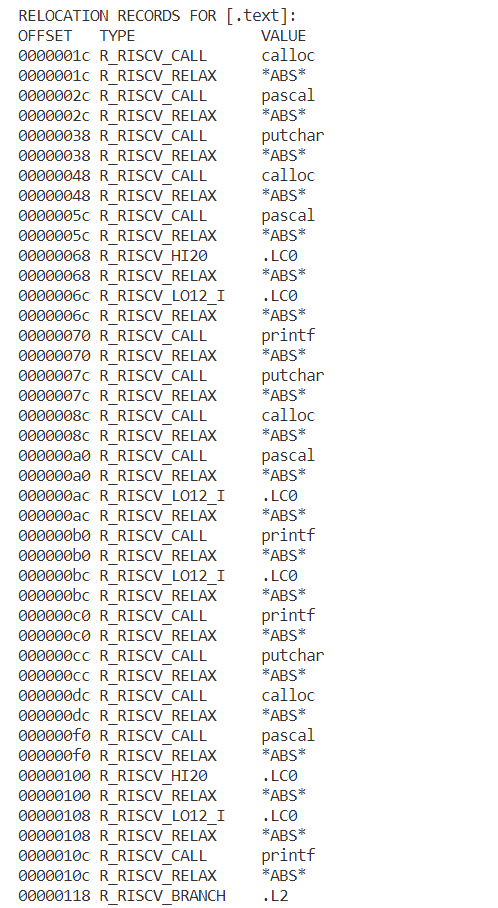 RELOCATION RECORDS FOR [.text]:
OFFSET TYPE VALUE
0000001c R_RISCV_CALL calloc
0000001c R_RISCV_RELAX *ABS*
0000002c R_RISCV_CALL pascal
0000002c R_RISCV_RELAX *ABS*
00000038 R_RISCV_CALL putchar
00000038 R_RISCV_RELAX *ABS*
00000048 R_RISCV_CALL calloc
00000048 R_RISCV_RELAX *ABS*
0000005c R_RISCV_CALL pascal
0000005c R_RISCV_RELAX *ABS*
00000068 R_RISCV_HI20 .LC0
00000068 R_RISCV_RELAX *ABS*
0000006c R_RISCV_LO12_I .LC0
0000006c R_RISCV_RELAX *ABS*
00000070 R_RISCV_CALL printf
00000070 R_RISCV_RELAX *ABS*
0000007c R_RISCV_CALL putchar
0000007c R_RISCV_RELAX *ABS*
0000008c R_RISCV_CALL calloc
0000008c R_RISCV_RELAX *ABS*
000000a0 R_RISCV_CALL pascal
000000a0 R_RISCV_RELAX *ABS*
000000ac R_RISCV_LO12_I .LC0
000000ac R_RISCV_RELAX *ABS*
000000b0 R_RISCV_CALL printf
000000b0 R_RISCV_RELAX *ABS*
000000bc R_RISCV_LO12_I .LC0
000000bc R_RISCV_RELAX *ABS*
000000c0 R_RISCV_CALL printf
000000c0 R_RISCV_RELAX *ABS*
000000cc R_RISCV_CALL putchar
000000cc R_RISCV_RELAX *ABS*
000000dc R_RISCV_CALL calloc
000000dc R_RISCV_RELAX *ABS*
000000f0 R_RISCV_CALL pascal
000000f0 R_RISCV_RELAX *ABS*
00000100 R_RISCV_HI20 .LC0
00000100 R_RISCV_RELAX *ABS*
00000108 R_RISCV_LO12_I .LC0
00000108 R_RISCV_RELAX *ABS*
0000010c R_RISCV_CALL printf
0000010c R_RISCV_RELAX *ABS*
00000118 R_RISCV_BRANCH .L2